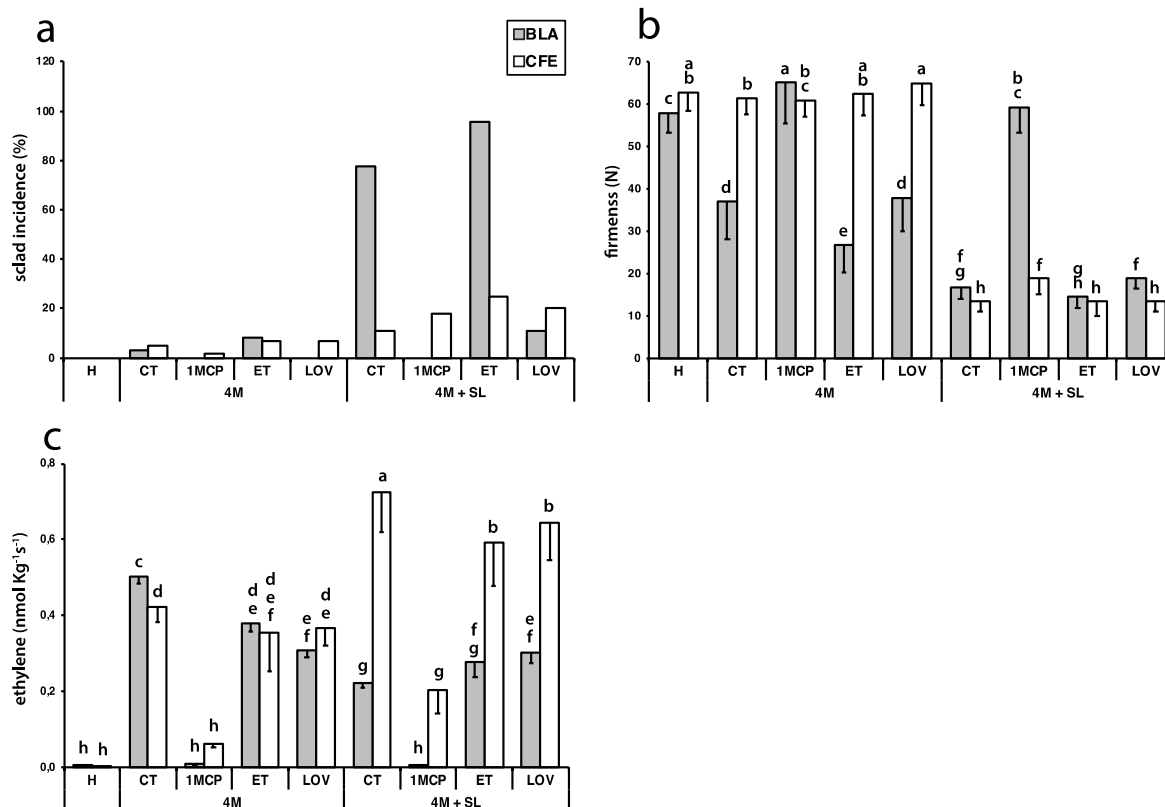 a
BLA
CFE
120
100
80
60
40
20
0
sclad incidence (%)
H CT 1MCP ET LOV CT 1MCP ET LOV
4M 4M + SL
b
70
60
50
40
30
20
10
0
firmenss (N)
c a b d b a b c e a b d a f g h b c f g h h f h
H CT 1MCP ET LOV CT 1MCP ET LOV
4M 4M + SL
c
0,8
0,6
0,4
0,2
0,0
ethylene (nmol Kg⁻¹s⁻¹)
h h c d h h d e d e f e f d e g a h g f g b e f b
H CT 1MCP ET LOV CT 1MCP ET LOV
4M 4M + SL